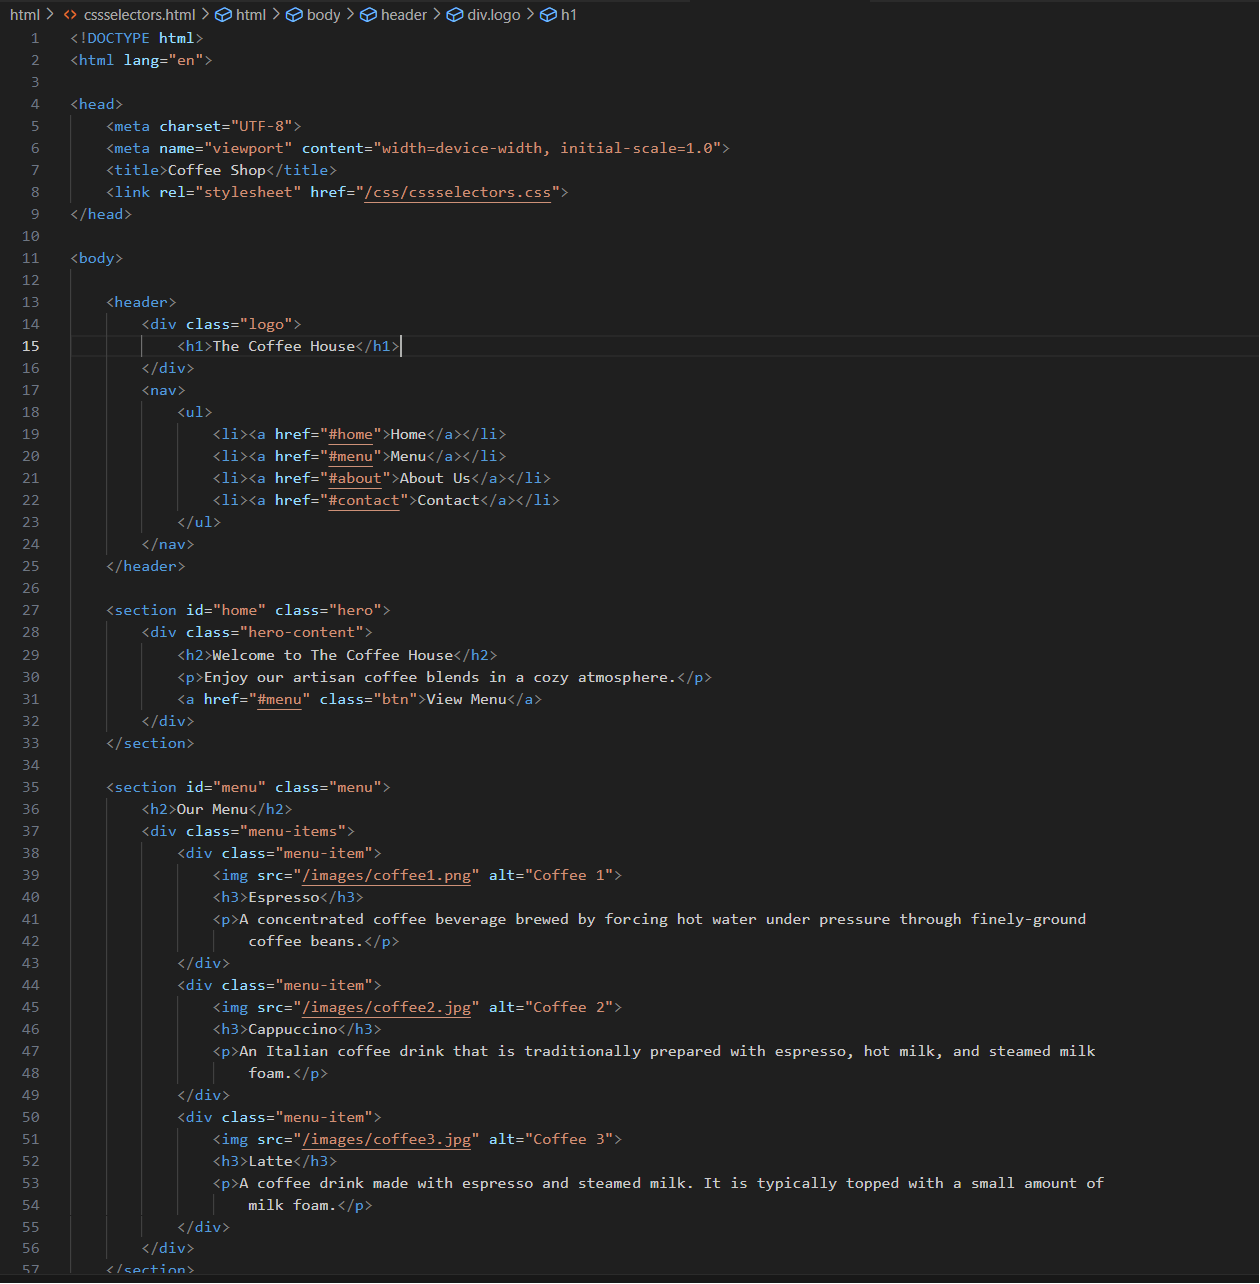 html > <> cssselectors.html > html > body > header > div.logo > h1
1 <!DOCTYPE html>
2 <html lang="en">
3
4 <head>
5     <meta charset="UTF-8">
6     <meta name="viewport" content="width=device-width, initial-scale=1.0">
7     <title>Coffee Shop</title>
8     <link rel="stylesheet" href="/css/cssselectors.css">
9 </head>
10
11 <body>
12
13     <header>
14         <div class="logo">
15             <h1>The Coffee House</h1>
16         </div>
17         <nav>
18             <ul>
19                 <li><a href="#home">Home</a></li>
20                 <li><a href="#menu">Menu</a></li>
21                 <li><a href="#about">About Us</a></li>
22                 <li><a href="#contact">Contact</a></li>
23             </ul>
24         </nav>
25     </header>
26
27     <section id="home" class="hero">
28         <div class="hero-content">
29             <h2>Welcome to The Coffee House</h2>
30             <p>Enjoy our artisan coffee blends in a cozy atmosphere.</p>
31             <a href="#menu" class="btn">View Menu</a>
32         </div>
33     </section>
34
35     <section id="menu" class="menu">
36         <h2>Our Menu</h2>
37         <div class="menu-items">
38             <div class="menu-item">
39                 <img src="/images/coffee1.png" alt="Coffee 1">
40                 <h3>Espresso</h3>
41                 <p>A concentrated coffee beverage brewed by forcing hot water under pressure through finely-ground
42                     coffee beans.</p>
43             </div>
44             <div class="menu-item">
45                 <img src="/images/coffee2.jpg" alt="Coffee 2">
46                 <h3>Cappuccino</h3>
47                 <p>An Italian coffee drink that is traditionally prepared with espresso, hot milk, and steamed milk
48                     foam.</p>
49             </div>
50             <div class="menu-item">
51                 <img src="/images/coffee3.jpg" alt="Coffee 3">
52                 <h3>Latte</h3>
53                 <p>A coffee drink made with espresso and steamed milk. It is typically topped with a small amount of
54                     milk foam.</p>
55             </div>
56         </div>
57     </section>